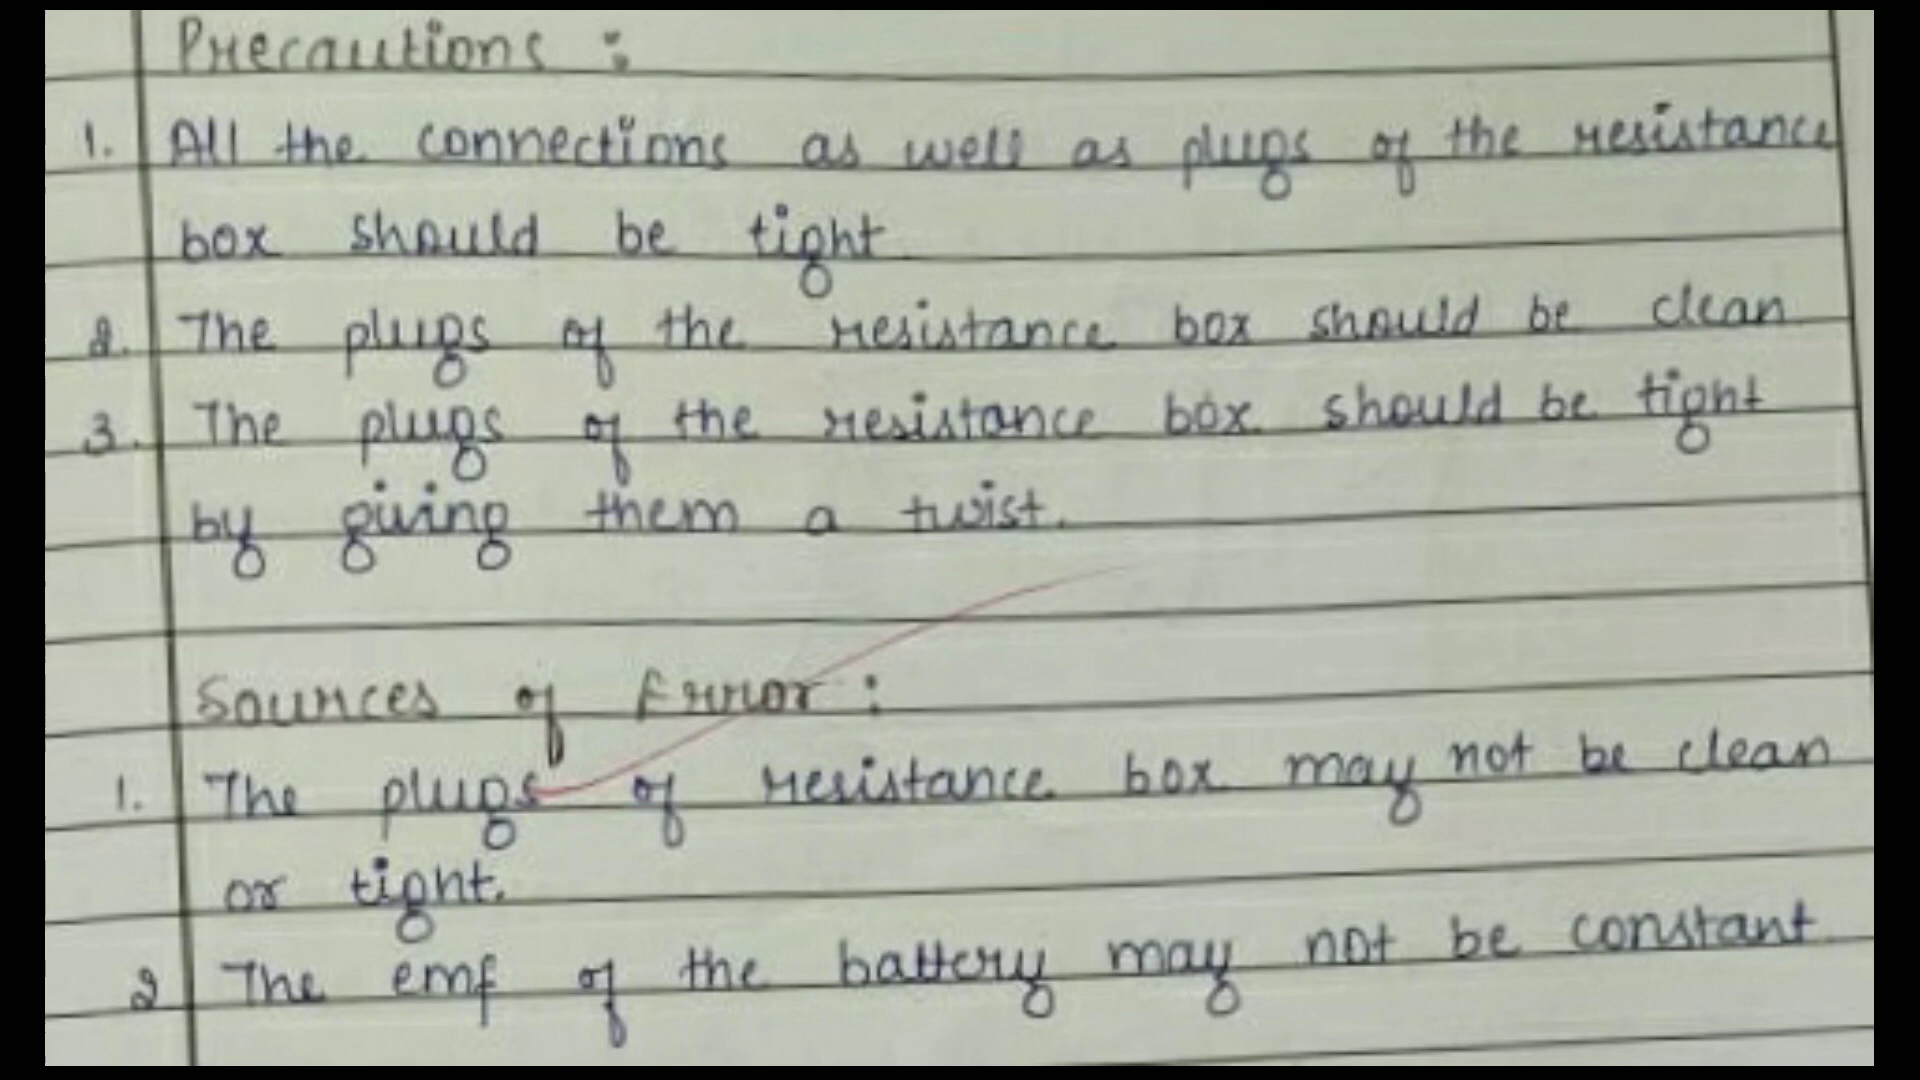 Precautions :
1. All the connections as well as plugs of the resistance
box should be tight
2. The plugs of the resistance box should be clean
3. The plugs of the resistance box should be tight
by giving them a twist.
Sources of Error :
1. The plugs of resistance box may not be clean
or tight.
2 The emf of the battery may not be constant